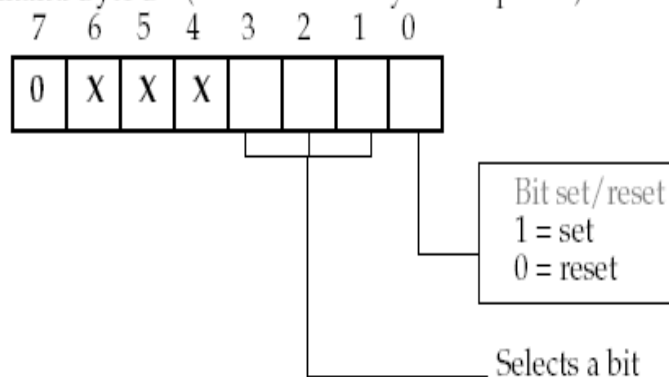 7 6 5 4 3 2 1 0
0 X X X
Bit set/reset
1 = set
0 = reset
Selects a bit